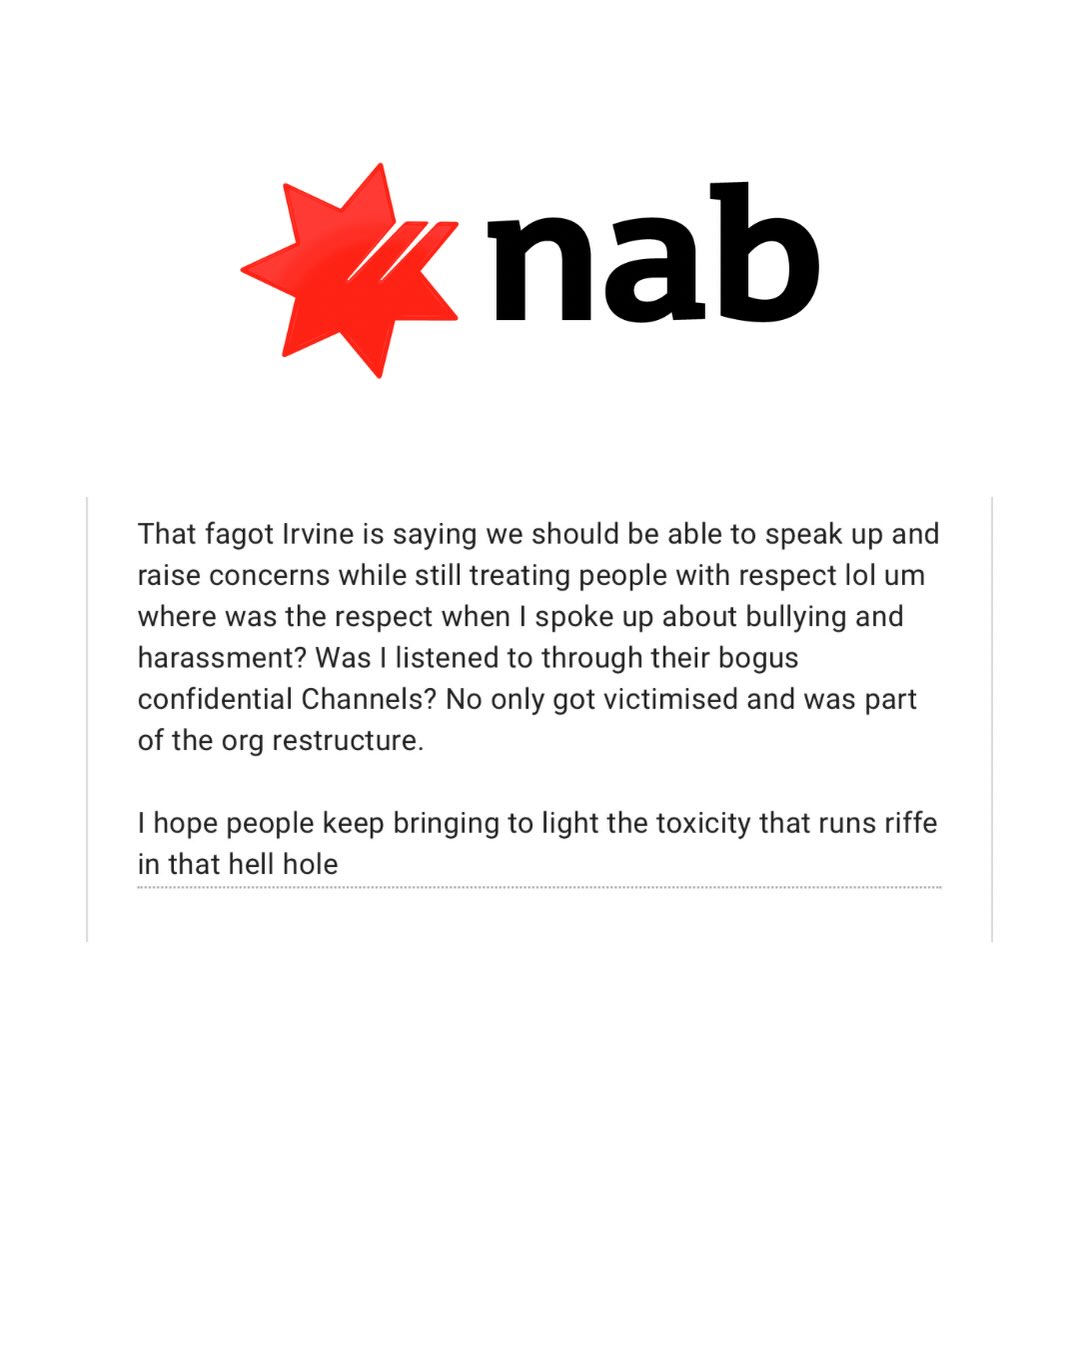 nab
That fagot Irvine is saying we should be able to speak up and
raise concerns while still treating people with respect lol um
where was the respect when I spoke up about bullying and
harassment? Was I listened to through their bogus
confidential Channels? No only got victimised and was part
of the org restructure.
I hope people keep bringing to light the toxicity that runs riffe
in that hell hole